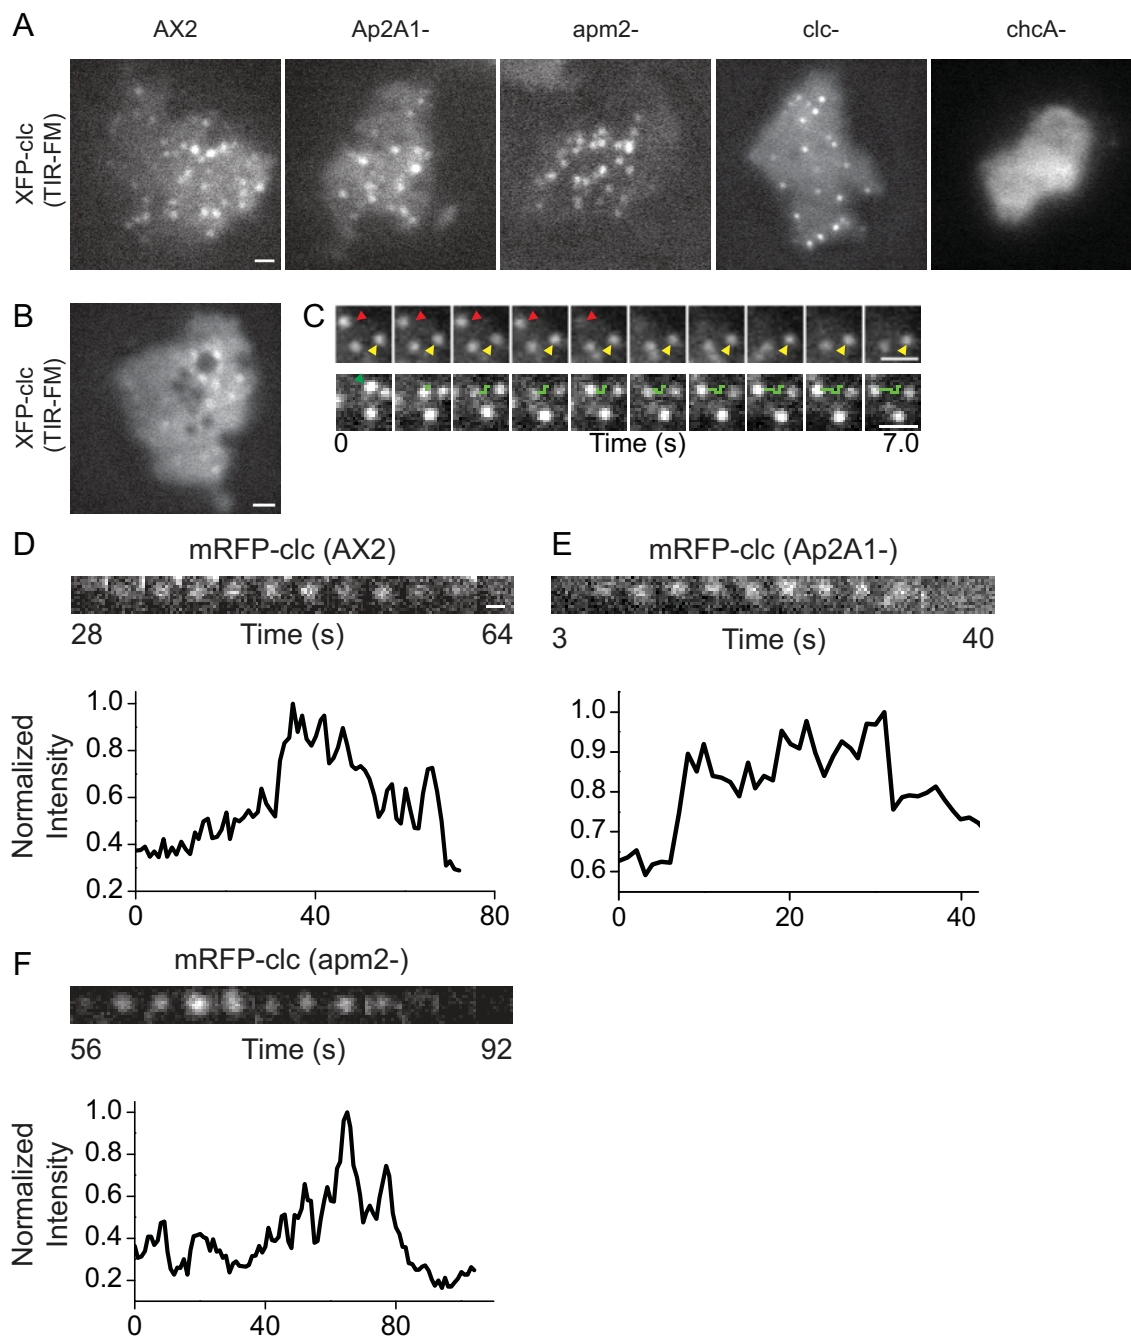 A
AX2
Ap2A1-
apm2-
clc-
chcA-
XFP-clc
(TIR-FM)
B
XFP-clc
(TIR-FM)
C
0
Time (s)
7.0
D
mRFP-clc (AX2)
28
Time (s)
64
Normalized
Intensity
1.0
0.8
0.6
0.4
0.2
0
40
80
E
mRFP-clc (Ap2A1-)
3
Time (s)
40
1.0
0.9
0.8
0.7
0.6
0
20
40
F
mRFP-clc (apm2-)
56
Time (s)
92
Normalized
Intensity
1.0
0.8
0.6
0.4
0.2
0
40
80